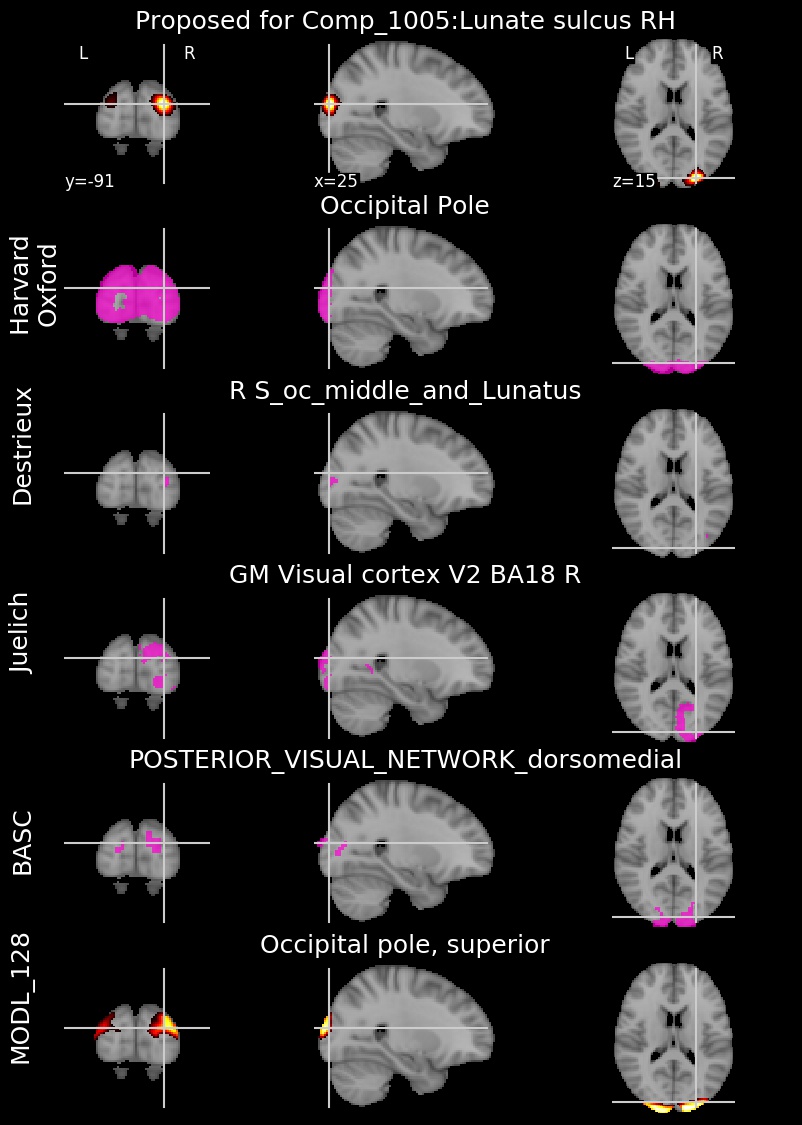 Proposed for Comp_1005:Lunate sulcus RH
L R L R
y=-91 x=25 z=15
Occipital Pole
Harvard
Oxford
R S_oc_middle_and_Lunatus
Destrieux
GM Visual cortex V2 BA18 R
Juelich
POSTERIOR_VISUAL_NETWORK_dorsomedial
BASC
Occipital pole, superior
MODL_128